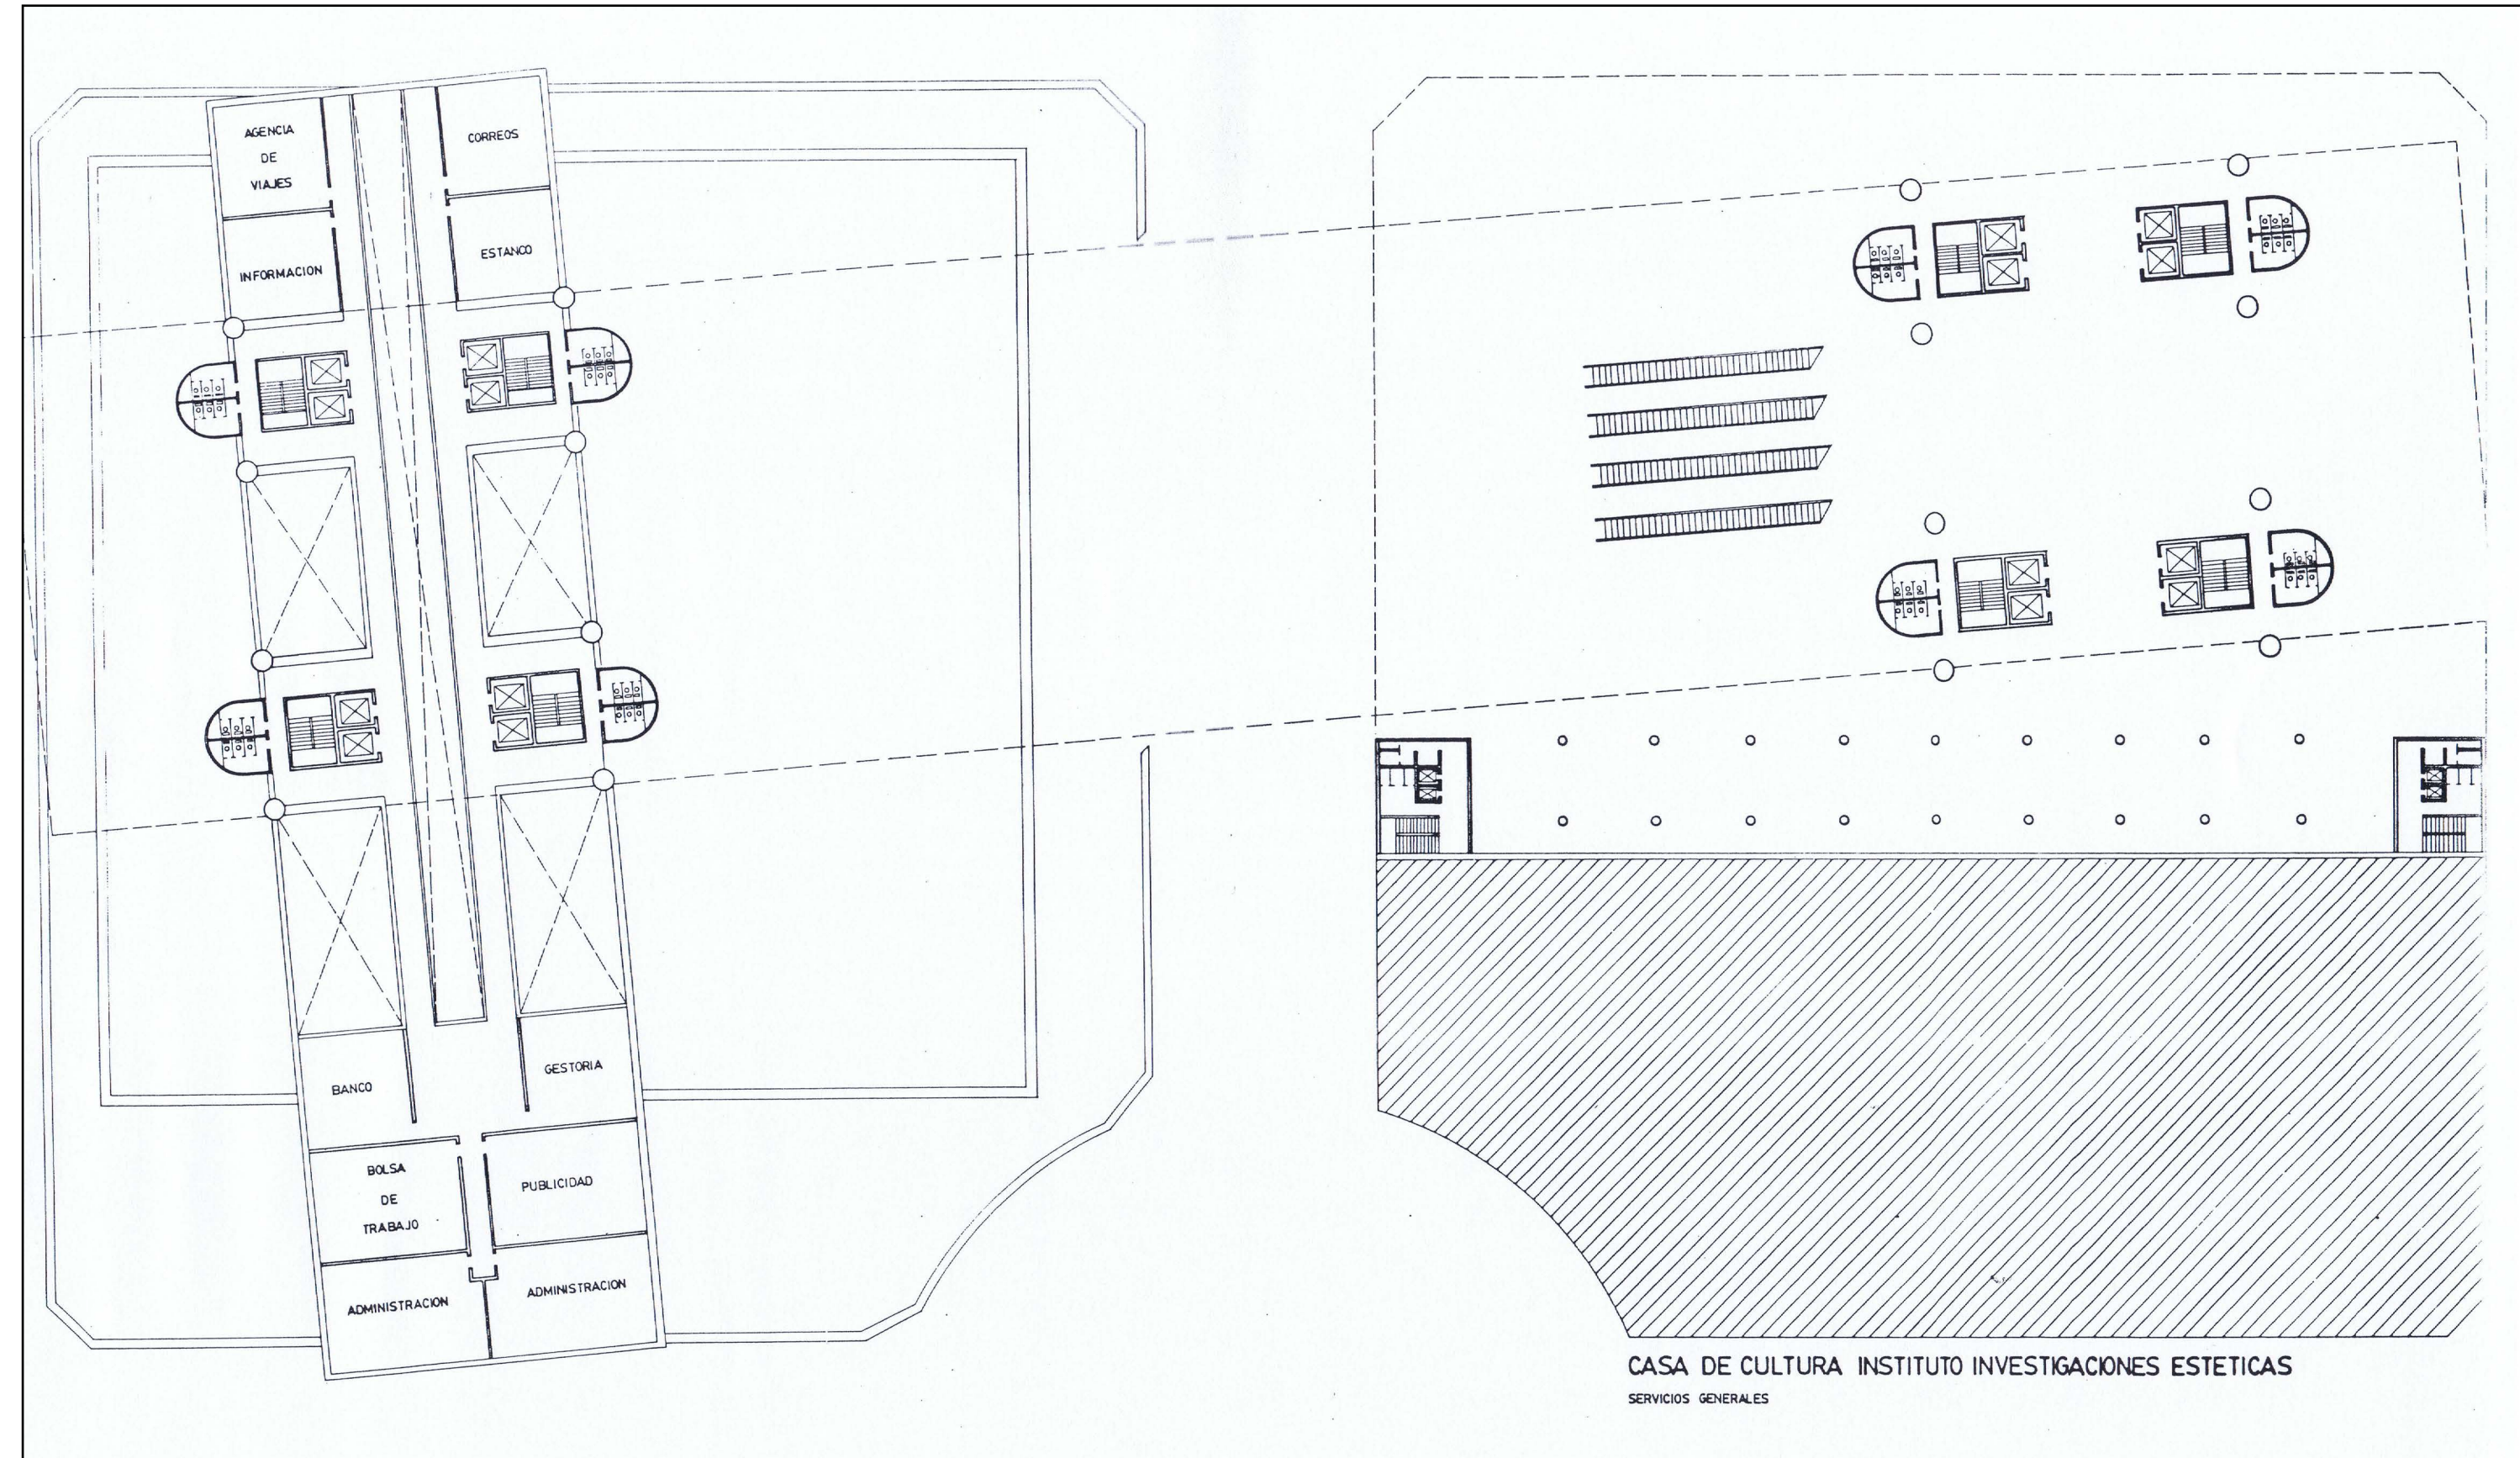 AGENCIA
DE
VIAJES
CORREOS
INFORMACION
ESTANCO
BANCO
GESTORIA
BOLSA
DE
TRABAJO
PUBLICIDAD
ADMINISTRACION
ADMINISTRACION
CASA DE CULTURA INSTITUTO INVESTIGACIONES ESTETICAS
SERVICIOS GENERALES